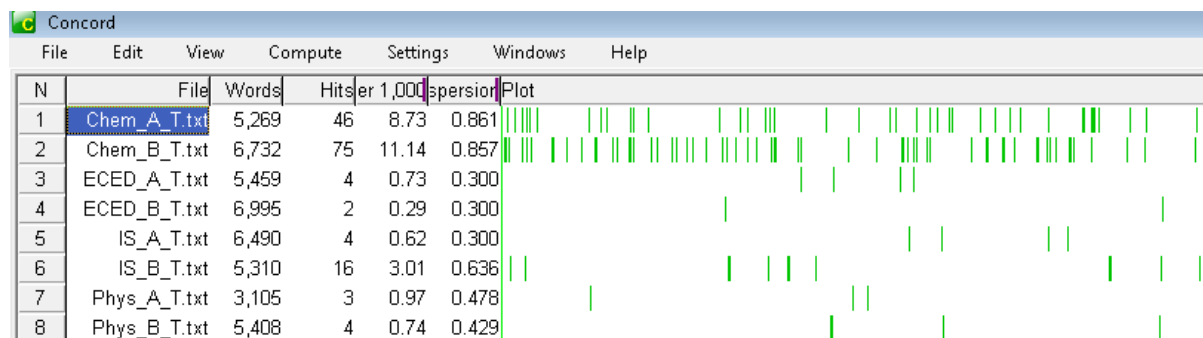 C Concord
File Edit View Compute Settings Windows Help
N File Words Hits er 1,000 spersion Plot
1 Chem_A_T.txt 5,269 46 8.73 0.861
2 Chem_B_T.txt 6,732 75 11.14 0.857
3 ECED_A_T.txt 5,459 4 0.73 0.300
4 ECED_B_T.txt 6,995 2 0.29 0.300
5 IS_A_T.txt 6,490 4 0.62 0.300
6 IS_B_T.txt 5,310 16 3.01 0.636
7 Phys_A_T.txt 3,105 3 0.97 0.478
8 Phys_B_T.txt 5,408 4 0.74 0.429